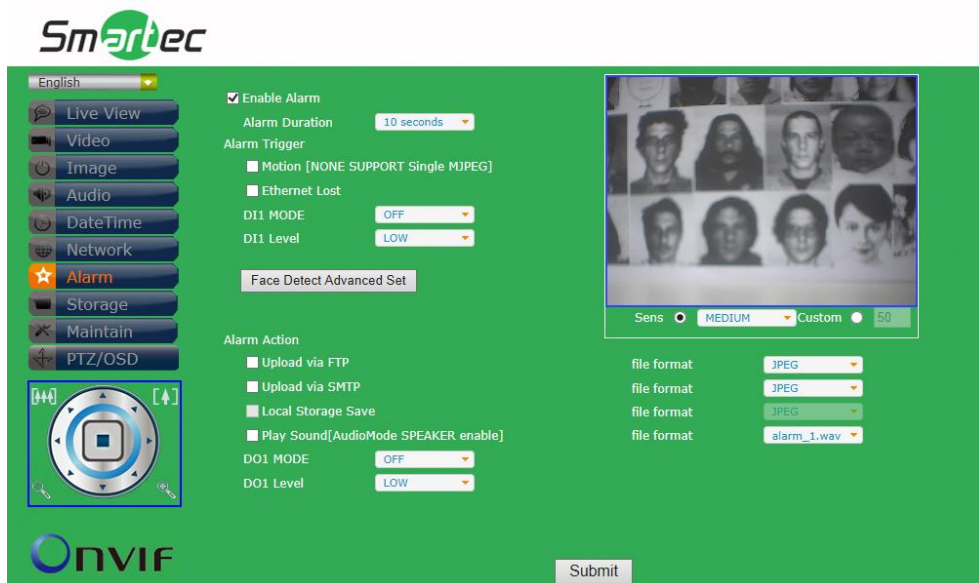 Smartec
English
Live View
Video
Image
Audio
DateTime
Network
Alarm
Storage
Maintain
PTZ/OSD
Enable Alarm
Alarm Duration 10 seconds
Alarm Trigger
Motion [NONE SUPPORT Single MJPEG]
Ethernet Lost
DI1 MODE OFF
DI1 Level LOW
Face Detect Advanced Set
Sens MEDIUM Custom 50
Alarm Action
Upload via FTP file format JPEG
Upload via SMTP file format JPEG
Local Storage Save file format JPEG
Play Sound[AudioMode SPEAKER enable] file format alarm_1.wav
DO1 MODE OFF
DO1 Level LOW
ONVIF
Submit